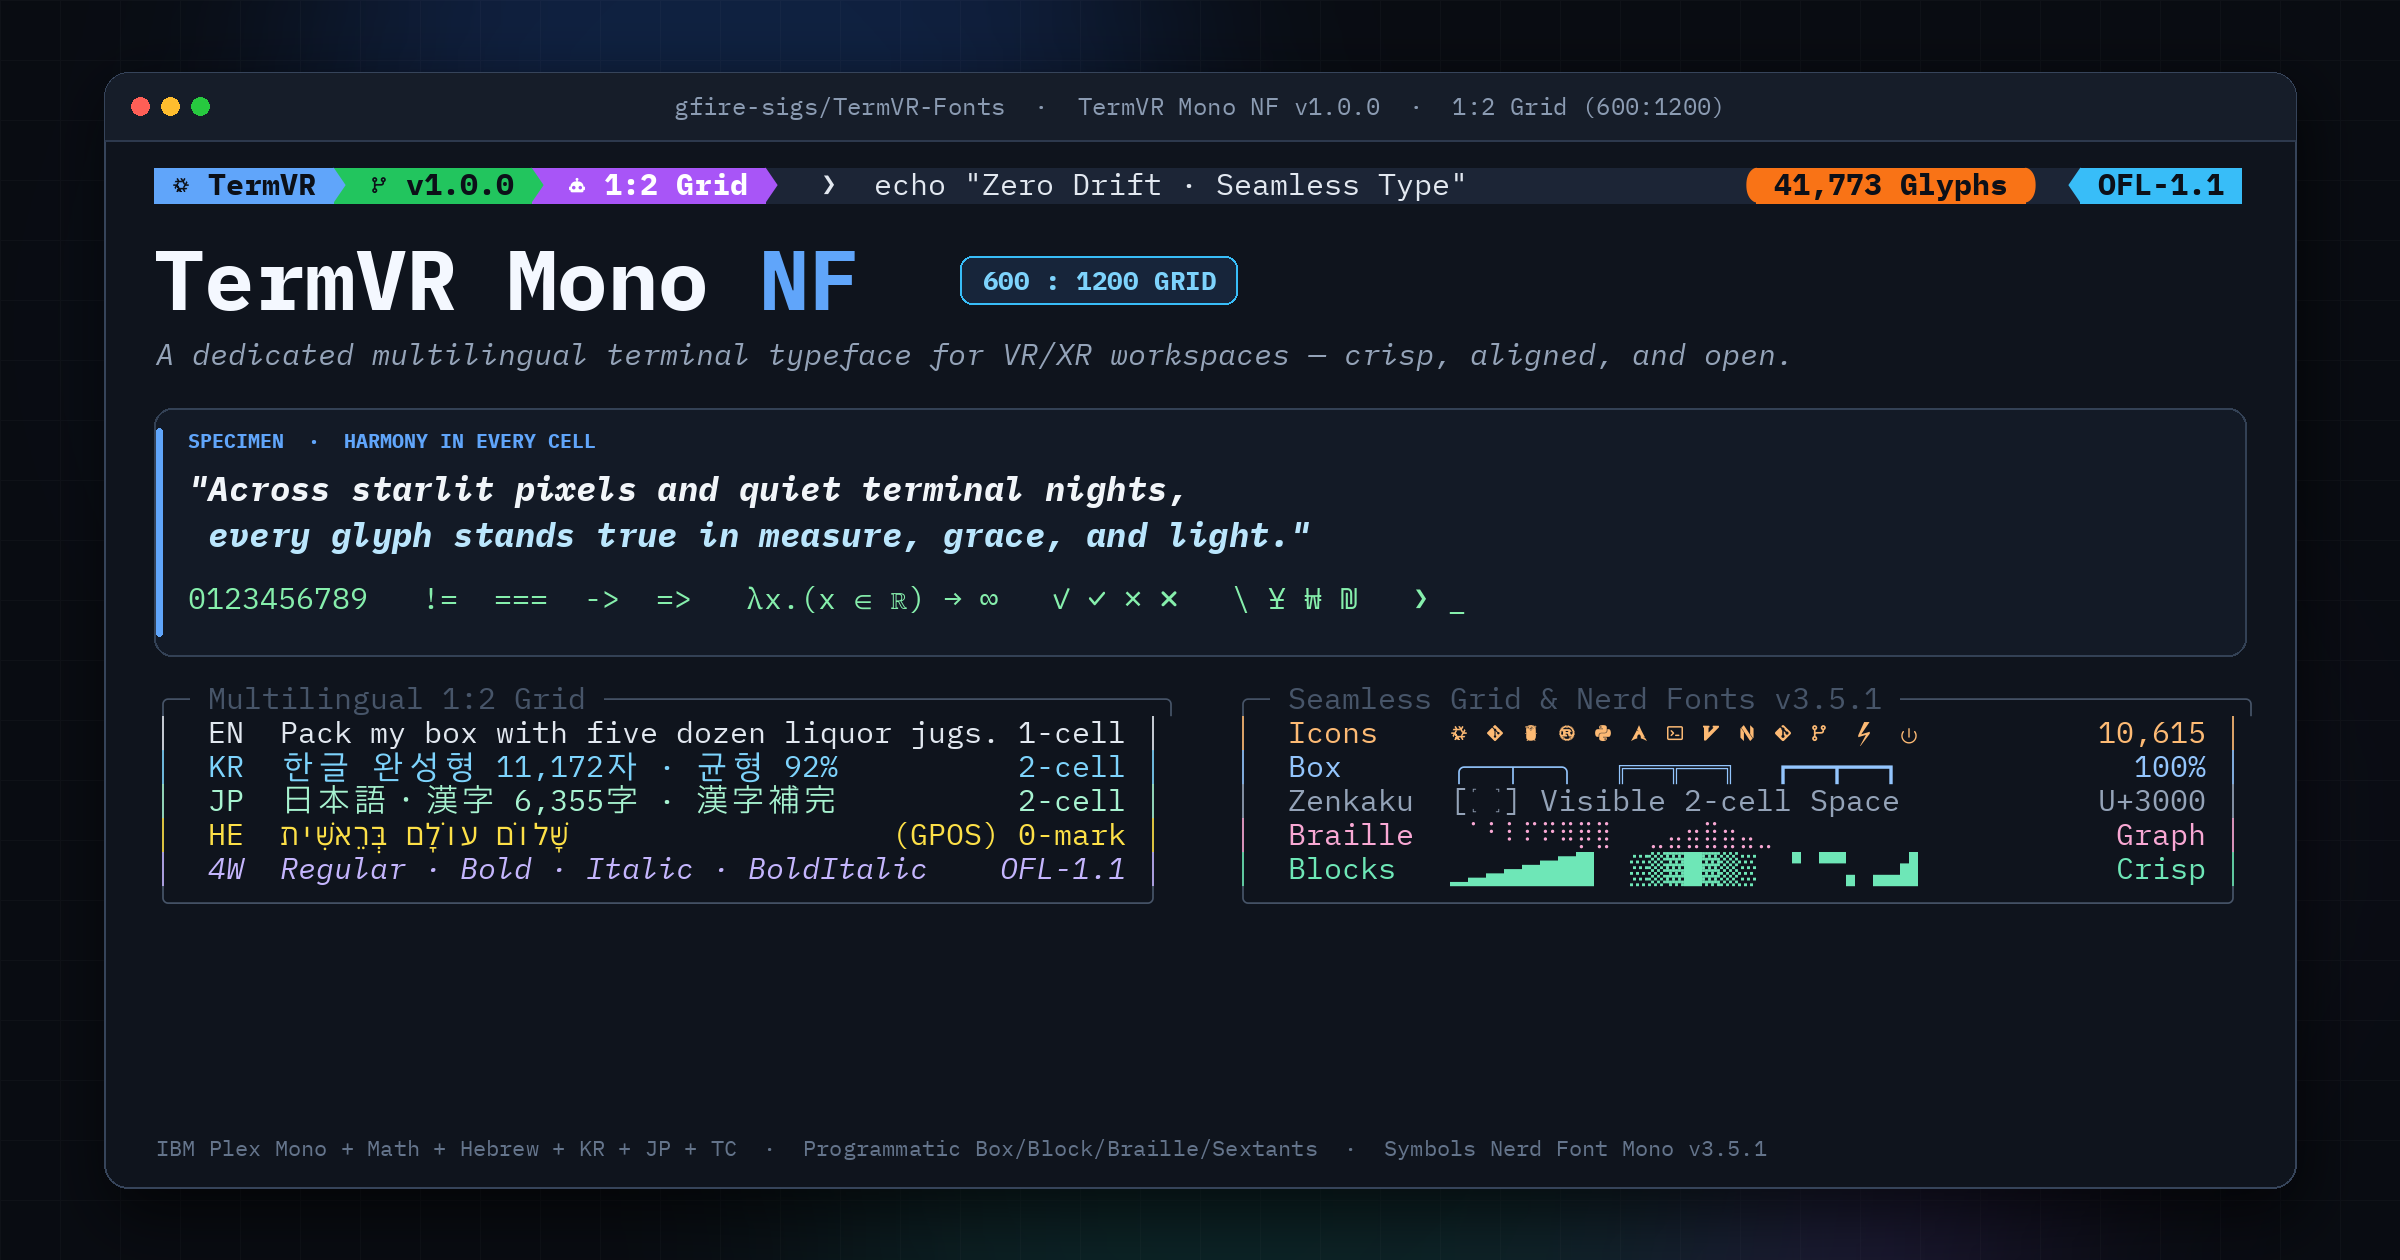 gfire-sigs/TermVR-Fonts · TermVR Mono NF v1.0.0 · 1:2 Grid (600:1200)
TermVR v1.0.0 1:2 Grid ❯ echo "Zero Drift · Seamless Type" 41,773 Glyphs OFL-1.1
TermVR Mono NF 600 : 1200 GRID
A dedicated multilingual terminal typeface for VR/XR workspaces — crisp, aligned, and open.
SPECIMEN · HARMONY IN EVERY CELL
"Across starlit pixels and quiet terminal nights,
every glyph stands true in measure, grace, and light."
0123456789 != === -> => λx.(x ∈ ℝ) → ∞ √ ✓ × ✕ \ ¥ ₩ ₪ ❯ _
Multilingual 1:2 Grid
EN Pack my box with five dozen liquor jugs. 1-cell
KR 한글 완성형 11,172자 · 균형 92% 2-cell
JP 日本語・漢字 6,355字 · 漢字補完 2-cell
HE שָׁלוֹם עוֹלָם בְּרֵאשִׁית (GPOS) 0-mark
4W Regular · Bold · Italic · BoldItalic OFL-1.1
Seamless Grid & Nerd Fonts v3.5.1
Icons 10,615
Box 100%
Zenkaku [　] Visible 2-cell Space U+3000
Braille Graph
Blocks Crisp
IBM Plex Mono + Math + Hebrew + KR + JP + TC · Programmatic Box/Block/Braille/Sextants · Symbols Nerd Font Mono v3.5.1